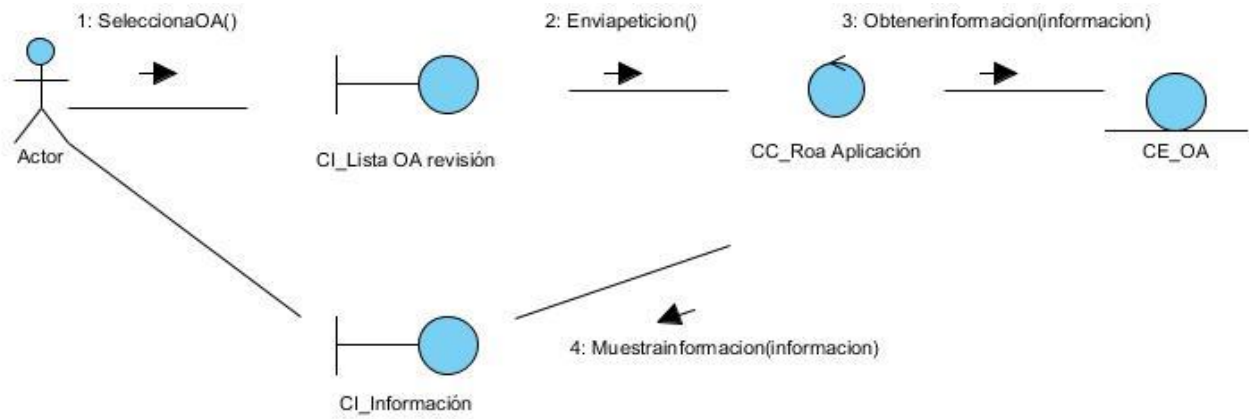 1: SeleccionaOA()
2: Enviapeticion()
3: Obtenerinformacion(informacion)
Actor
CI_Lista OA revisión
CC_Roa Aplicación
CE_OA
4: Muestrainformacion(informacion)
CI_Información